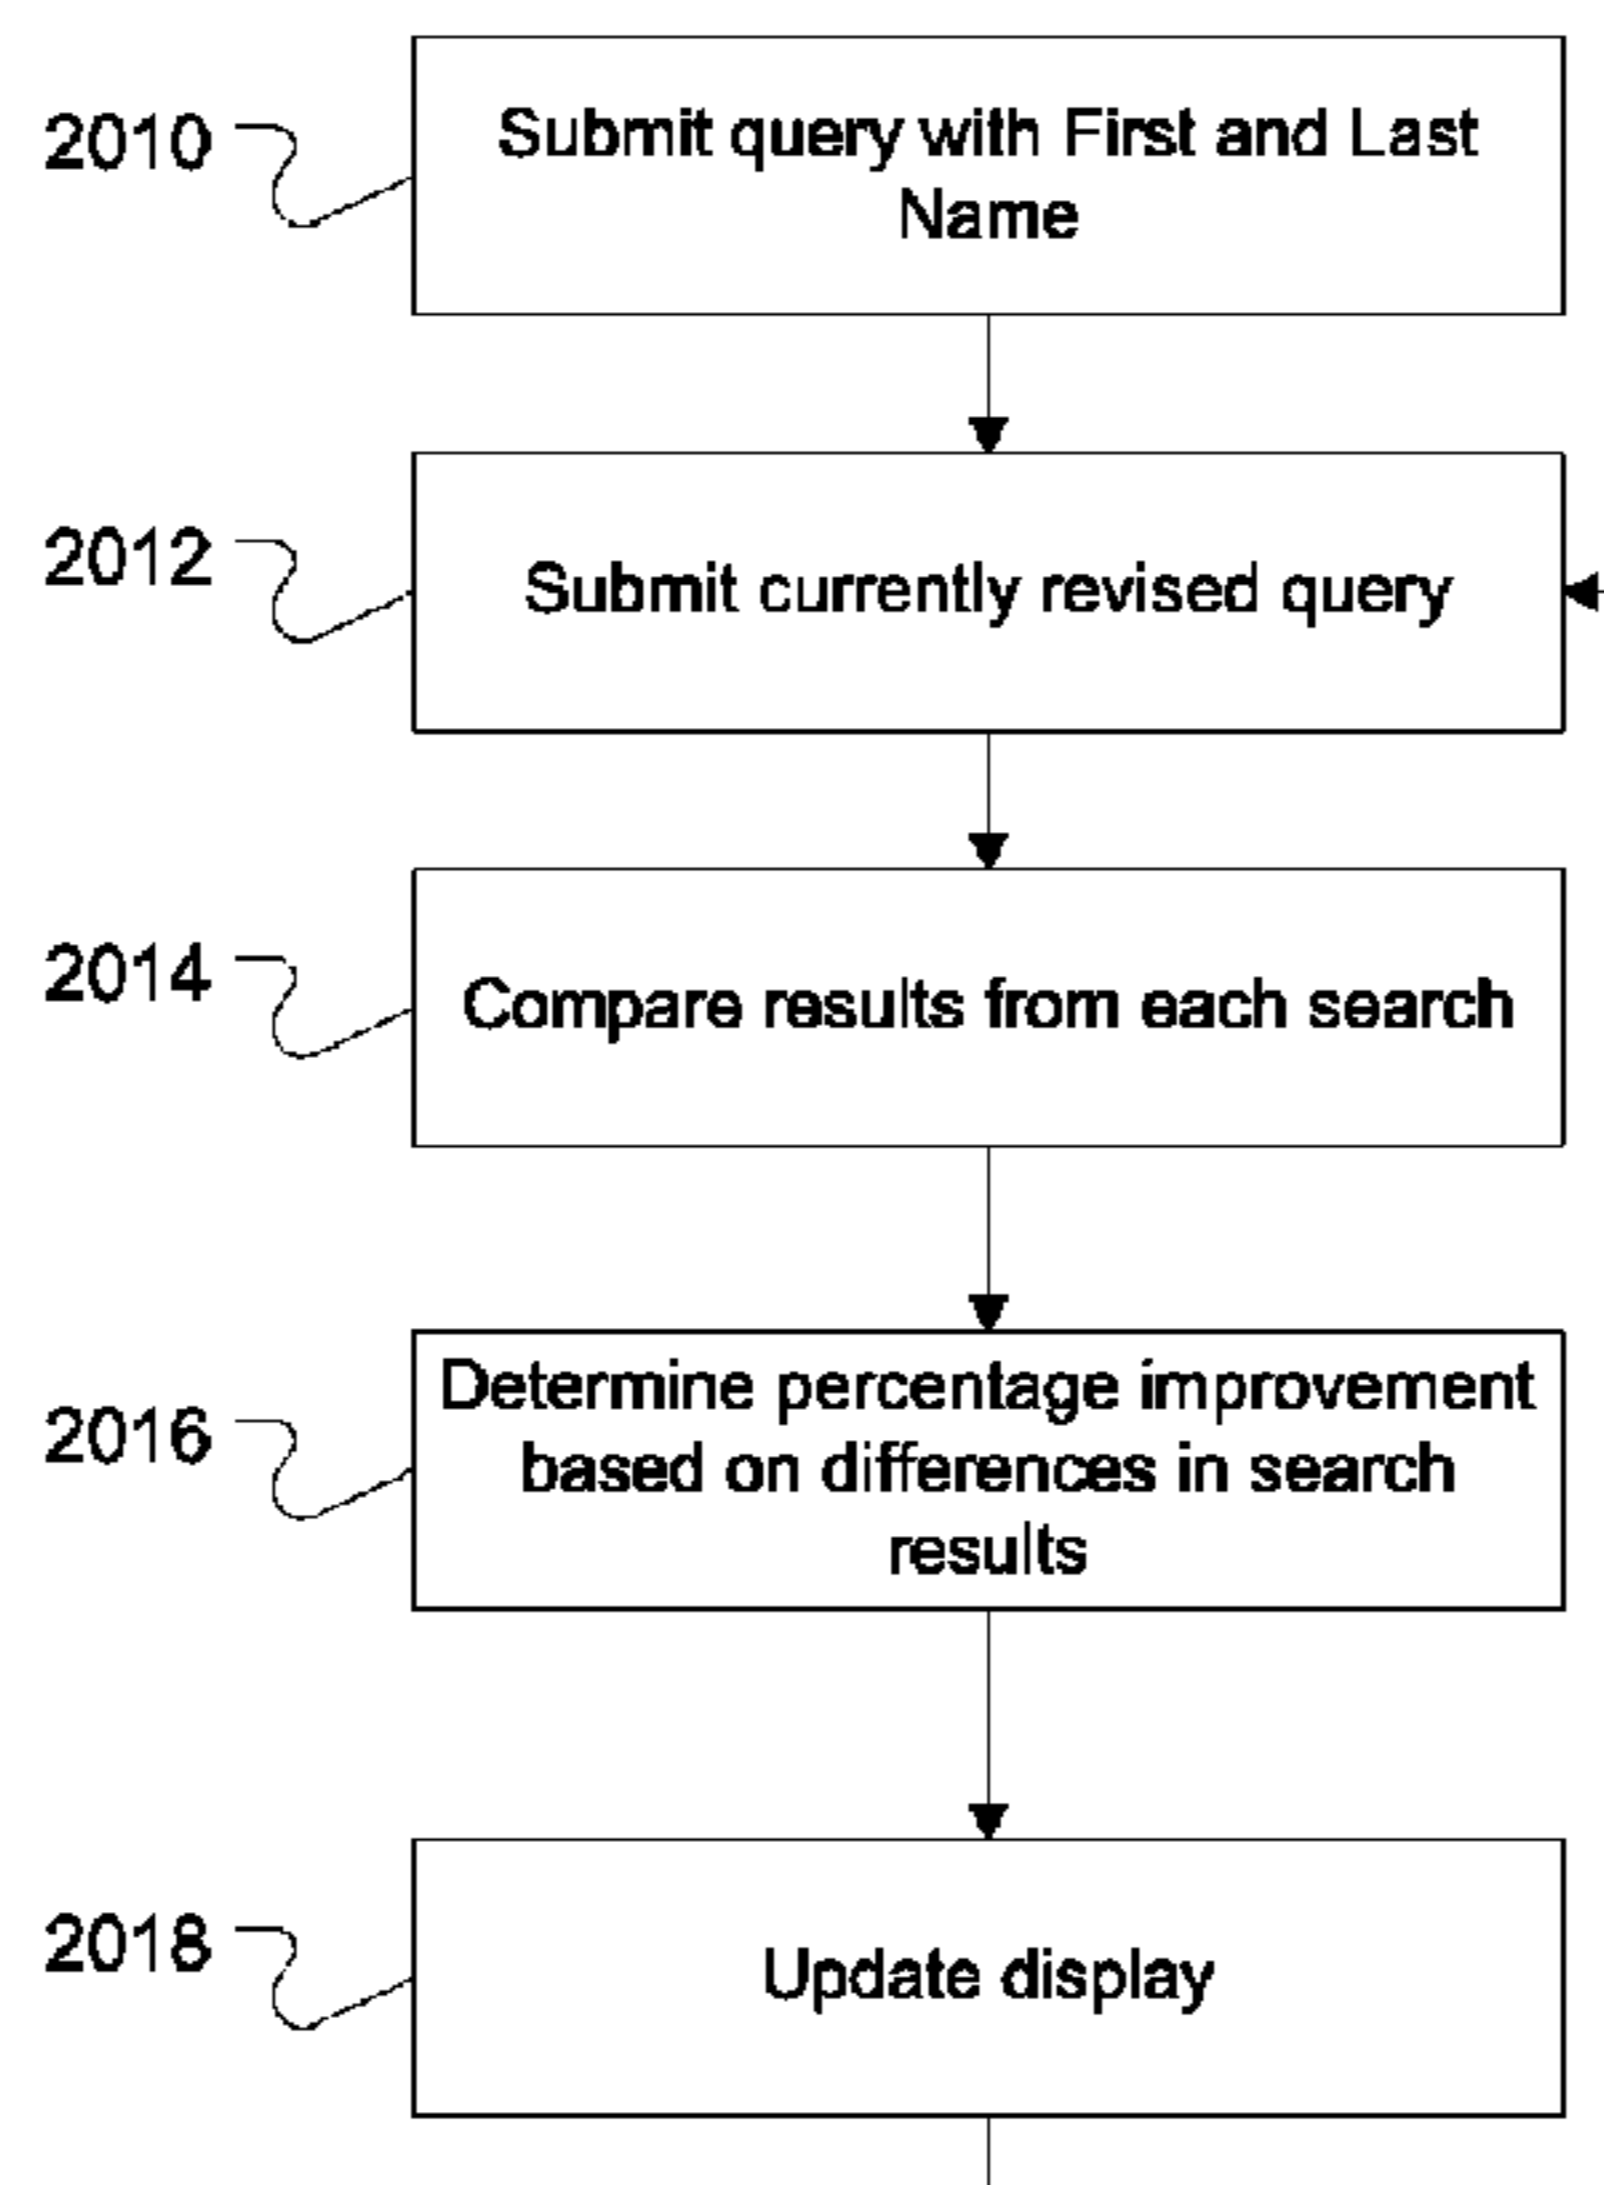 2010
Submit query with First and Last
Name
2012
Submit currently revised query
2014
Compare results from each search
2016
Determine percentage improvement
based on differences in search
results
2018
Update display